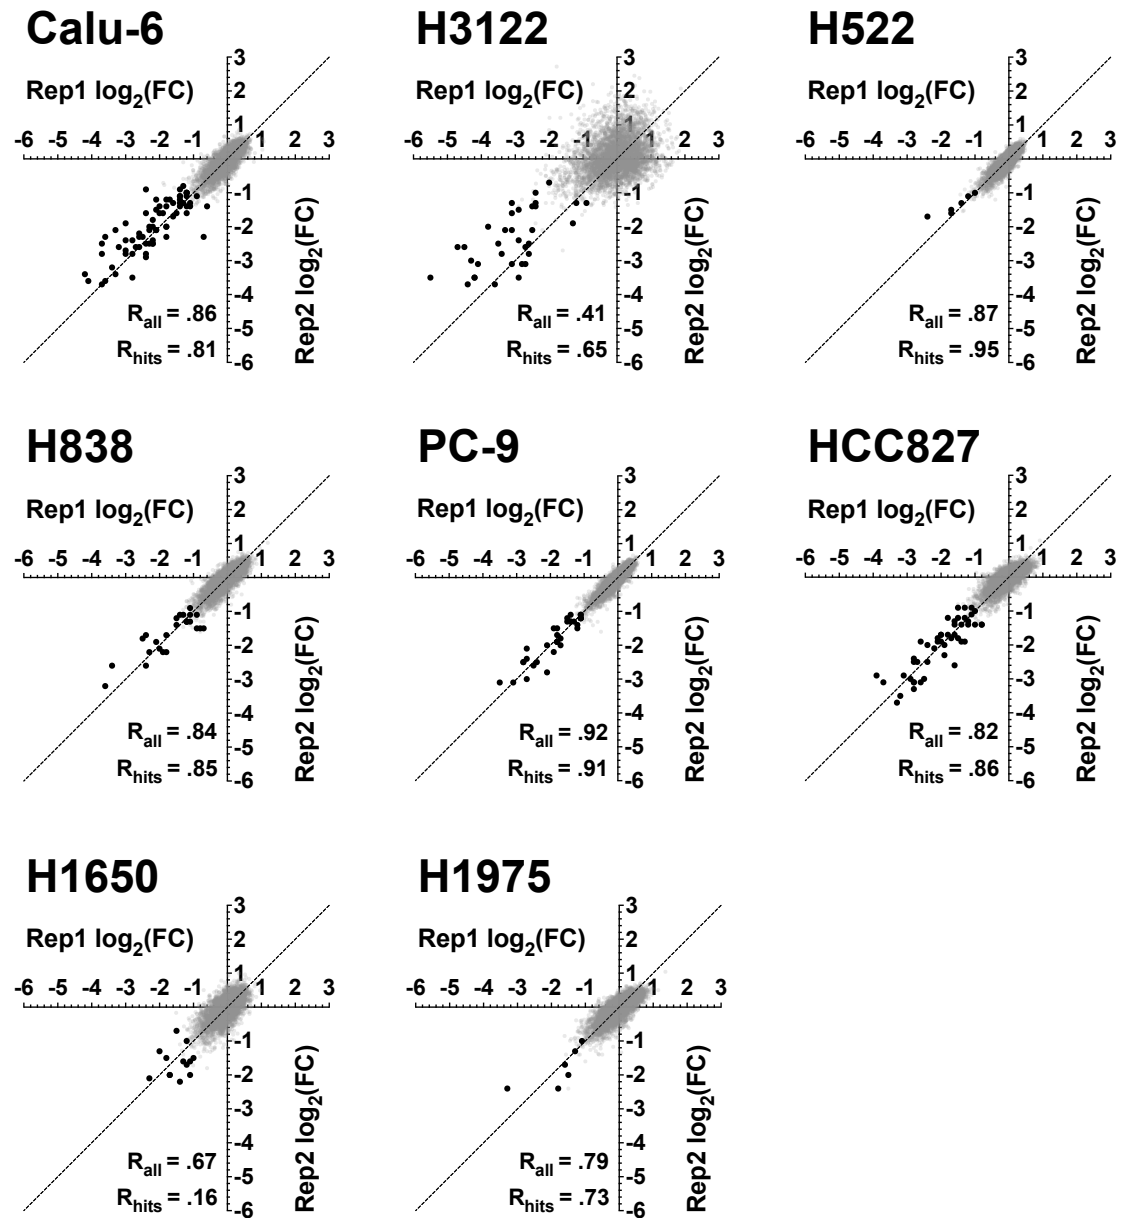 Calu-6
H3122
H522
Rep1 log2(FC)
3
2
1
-6 -5 -4 -3 -2 -1 1 2 3
-1
-2
-3
-4
-5
-6
Rep2 log2(FC)
Rall = .86
Rhits = .81
Rep1 log2(FC)
3
2
1
-6 -5 -4 -3 -2 -1 1 2 3
-1
-2
-3
-4
-5
-6
Rep2 log2(FC)
Rall = .41
Rhits = .65
Rep1 log2(FC)
3
2
1
-6 -5 -4 -3 -2 -1 1 2 3
-1
-2
-3
-4
-5
-6
Rep2 log2(FC)
Rall = .87
Rhits = .95
H838
PC-9
HCC827
Rep1 log2(FC)
3
2
1
-6 -5 -4 -3 -2 -1 1 2 3
-1
-2
-3
-4
-5
-6
Rep2 log2(FC)
Rall = .84
Rhits = .85
Rep1 log2(FC)
3
2
1
-6 -5 -4 -3 -2 -1 1 2 3
-1
-2
-3
-4
-5
-6
Rep2 log2(FC)
Rall = .92
Rhits = .91
Rep1 log2(FC)
3
2
1
-6 -5 -4 -3 -2 -1 1 2 3
-1
-2
-3
-4
-5
-6
Rep2 log2(FC)
Rall = .82
Rhits = .86
H1650
H1975
Rep1 log2(FC)
3
2
1
-6 -5 -4 -3 -2 -1 1 2 3
-1
-2
-3
-4
-5
-6
Rep2 log2(FC)
Rall = .67
Rhits = .16
Rep1 log2(FC)
3
2
1
-6 -5 -4 -3 -2 -1 1 2 3
-1
-2
-3
-4
-5
-6
Rep2 log2(FC)
Rall = .79
Rhits = .73